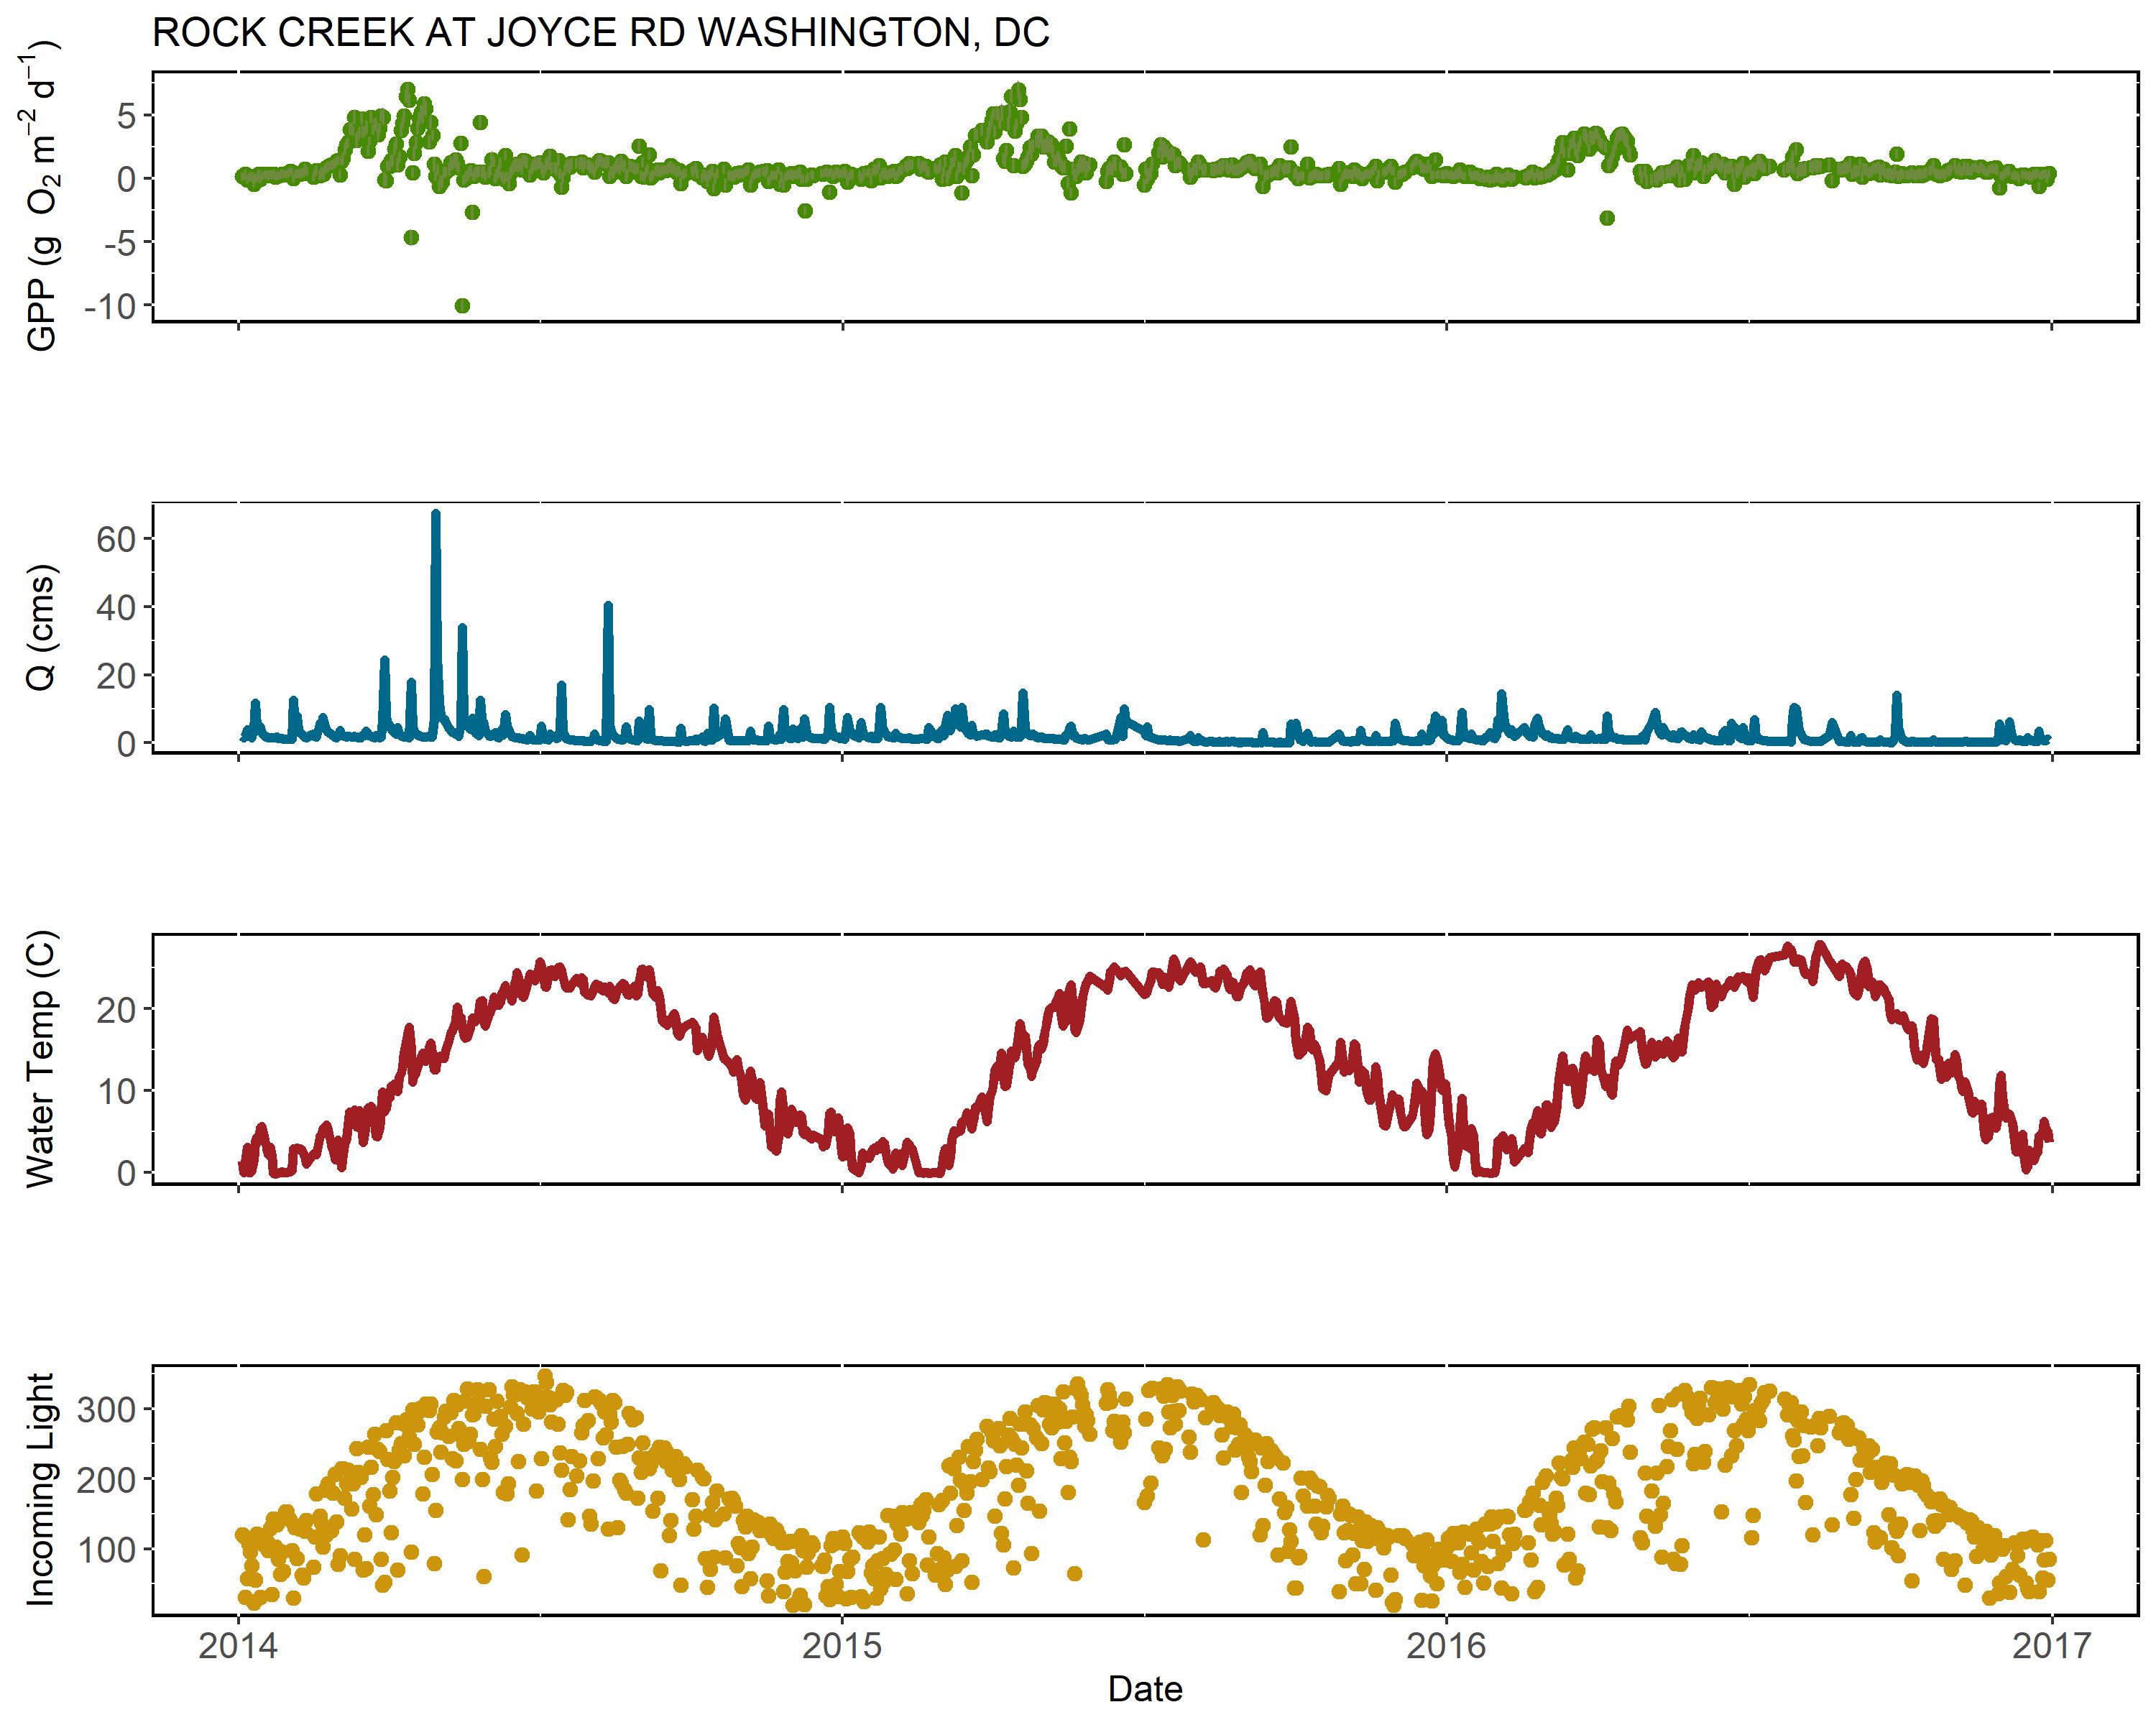 ROCK CREEK AT JOYCE RD WASHINGTON, DC
GPP (g O₂ m⁻² d⁻¹)
5
0
-5
-10
Q (cms)
60
40
20
0
Water Temp (C)
20
10
0
Incoming Light
300
200
100
2014 2015 2016 2017
Date